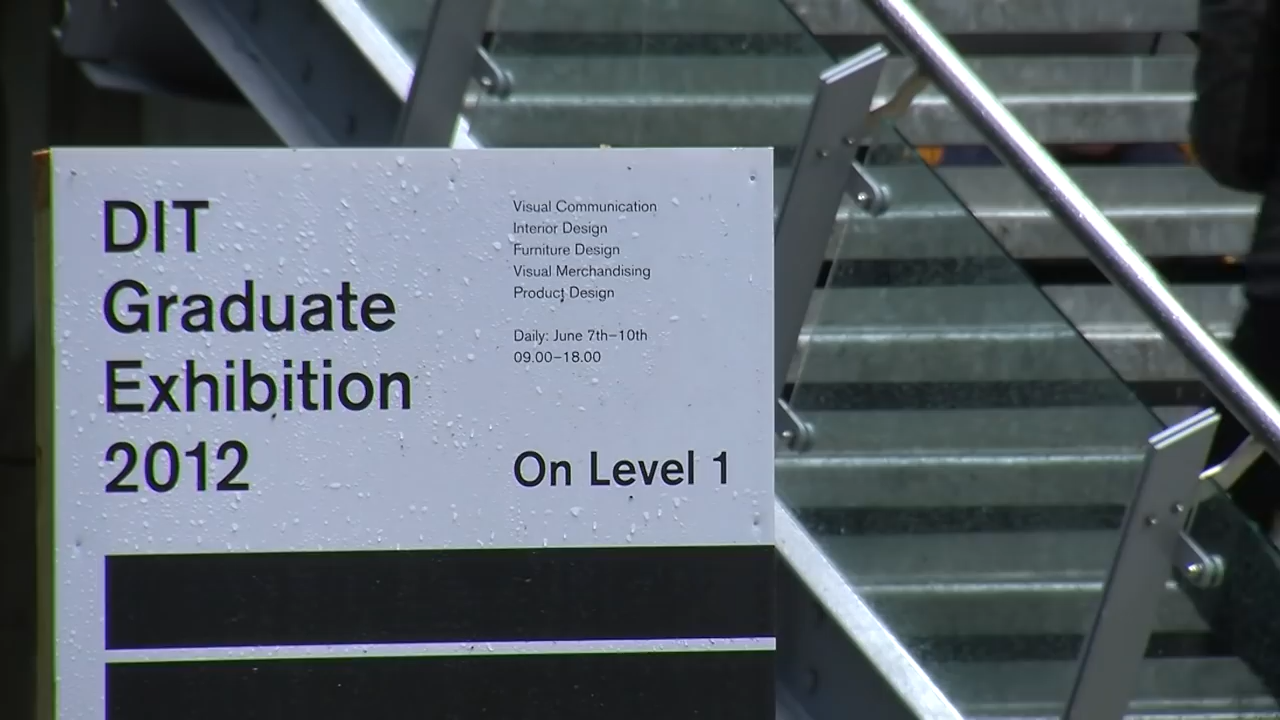 DIT
Graduate
Exhibition
2012
Visual Communication
Interior Design
Furniture Design
Visual Merchandising
Product Design
Daily: June 7th–10th
09.00–18.00
On Level 1